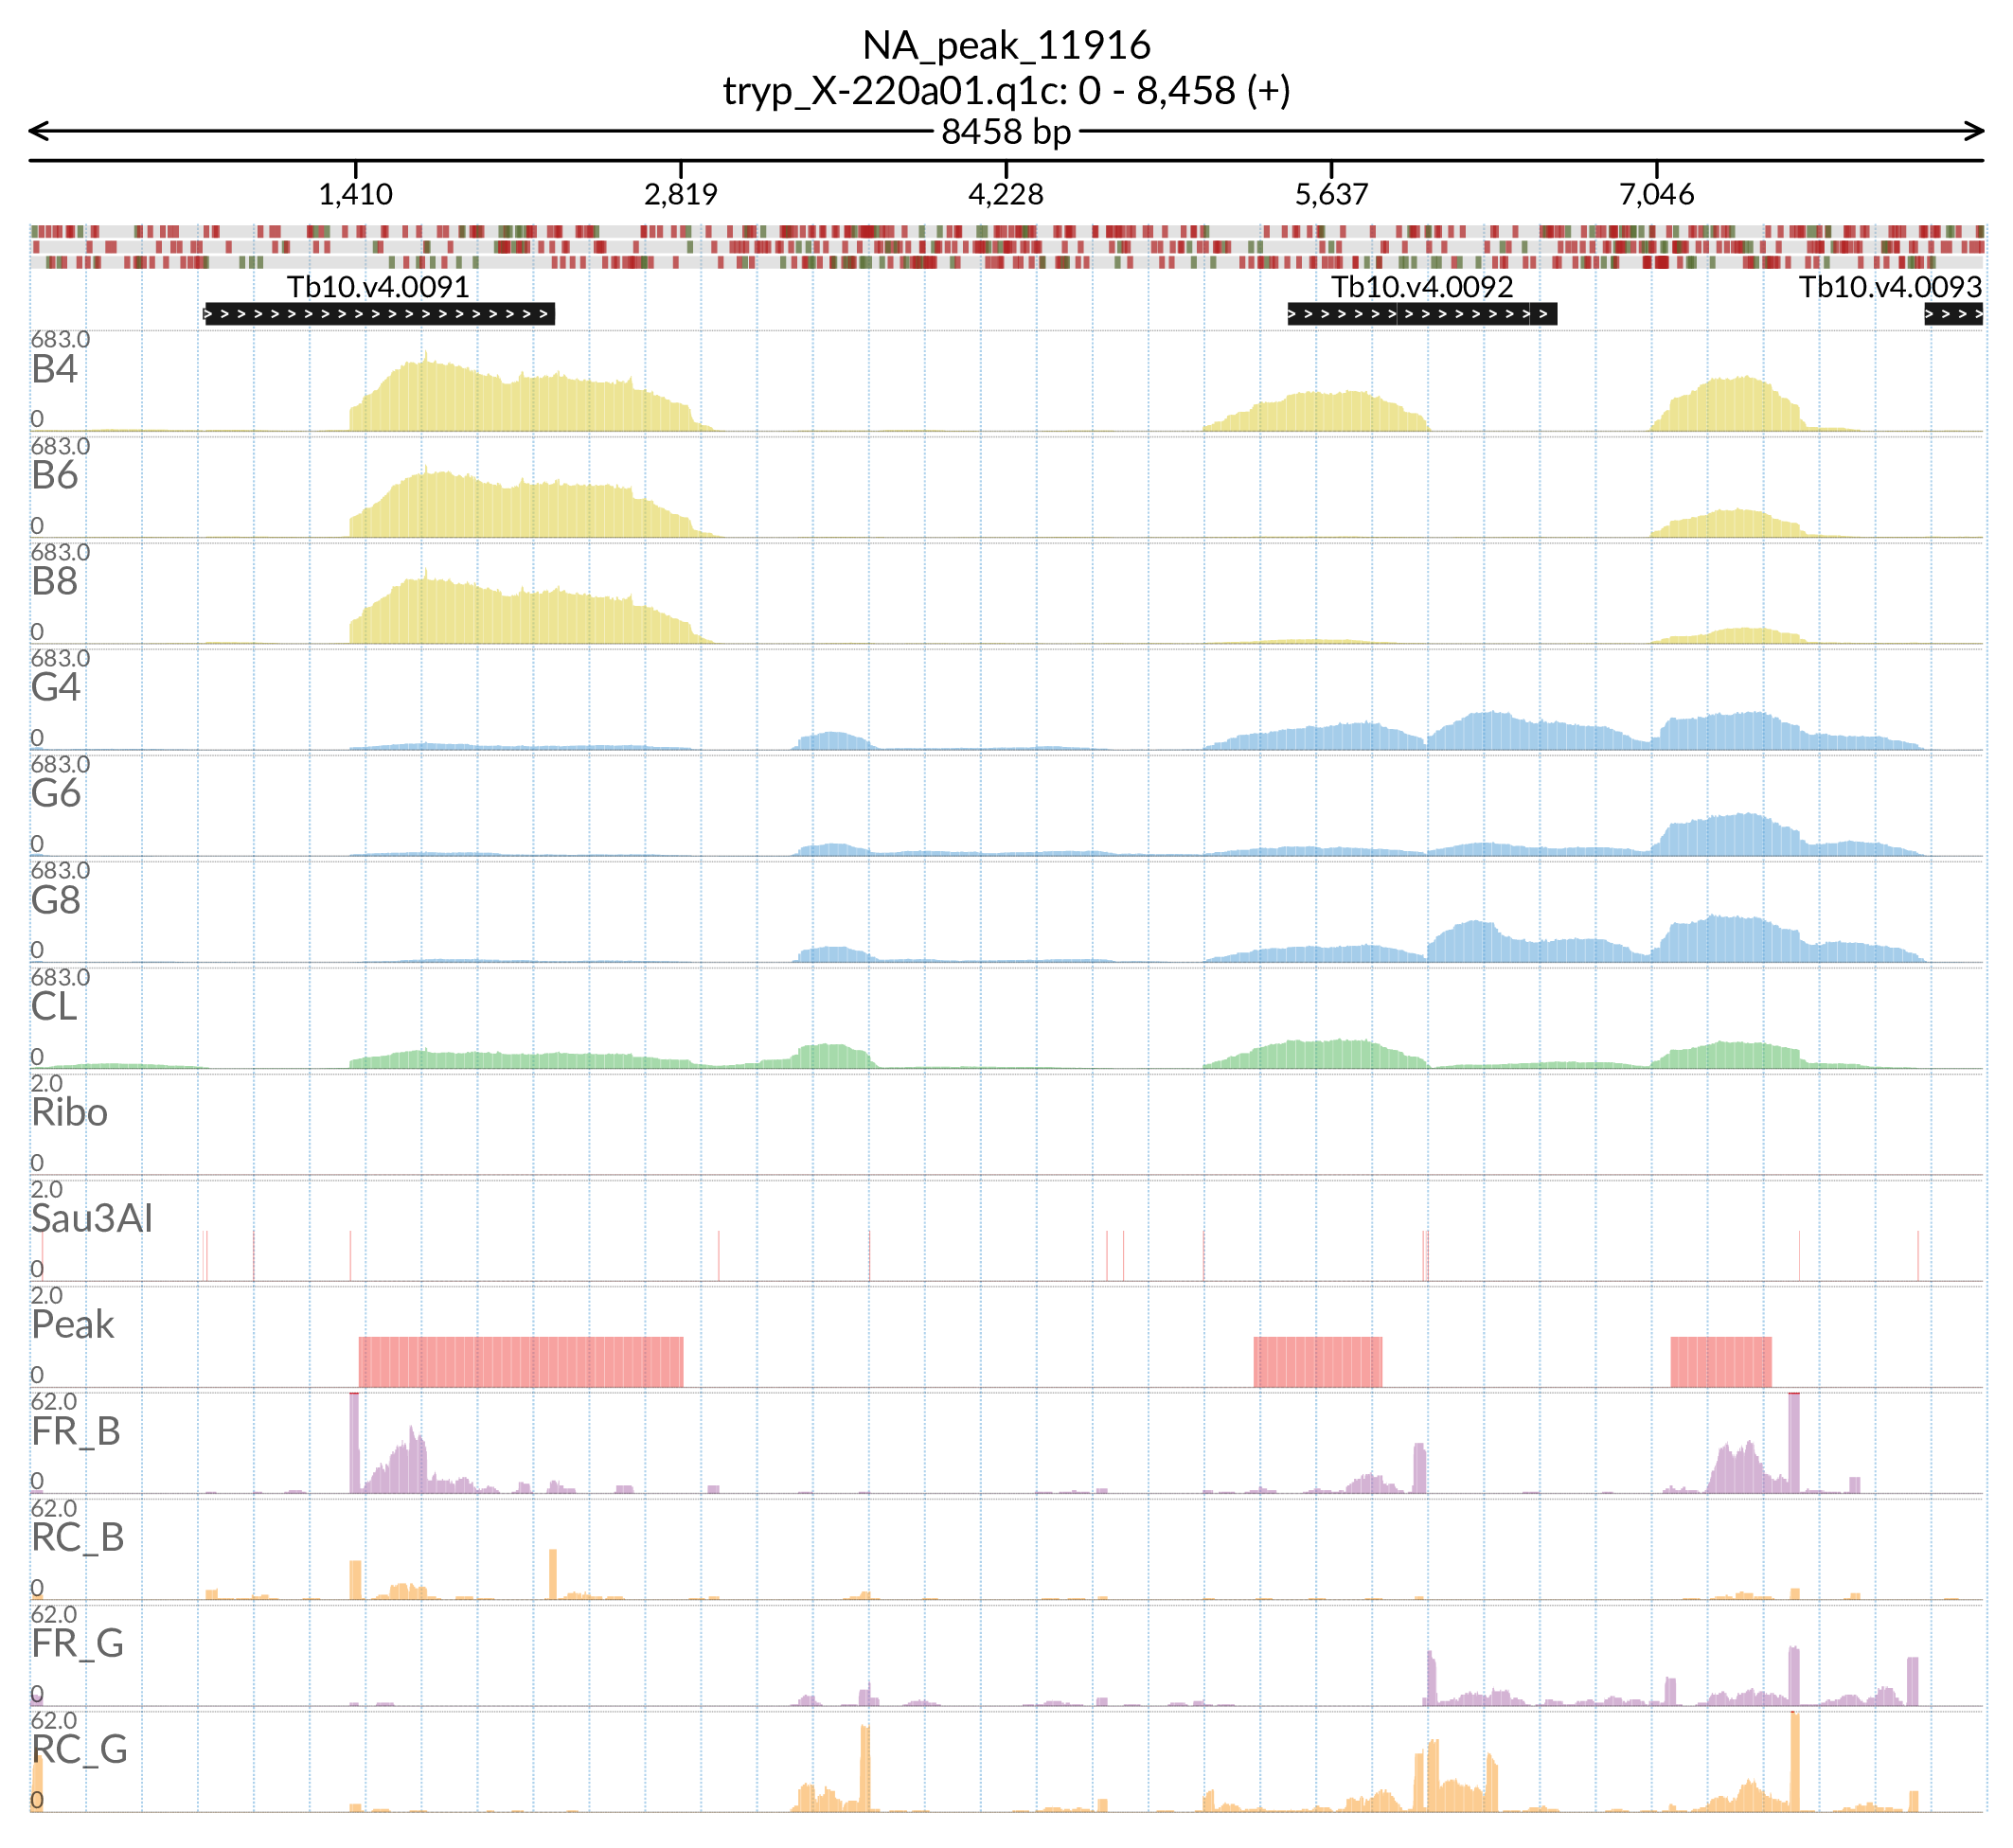 NA_peak_11916
tryp_X-220a01.q1c: 0 - 8,458 (+)
8458 bp
1,410 2,819 4,228 5,637 7,046
Tb10.v4.0091 Tb10.v4.0092 Tb10.v4.0093
683.0
B4
0
683.0
B6
0
683.0
B8
0
683.0
G4
0
683.0
G6
0
683.0
G8
0
683.0
CL
0
2.0
Ribo
0
2.0
Sau3AI
0
2.0
Peak
0
62.0
FR_B
0
62.0
RC_B
0
62.0
FR_G
0
62.0
RC_G
0